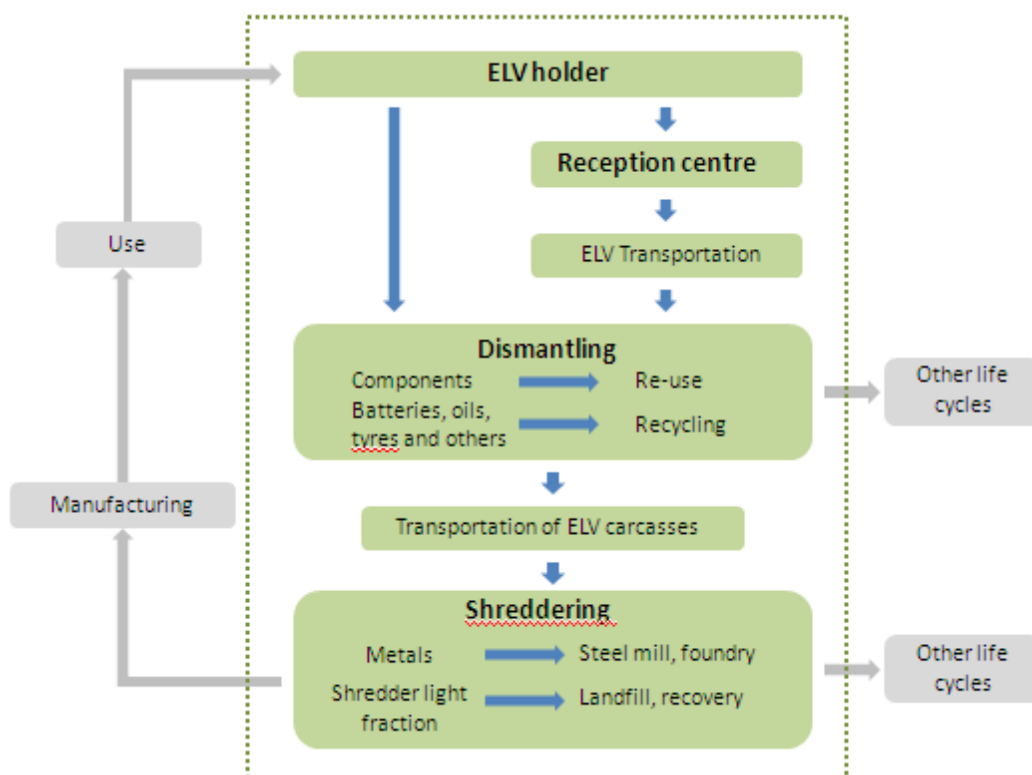 ELV holder
Reception centre
Use
ELV Transportation
Dismantling
Components
Re-use
Batteries, oils,
tyres and others
Recycling
Other life
cycles
Manufacturing
Transportation of ELV carcasses
Shreddering
Metals
Steel mill, foundry
Shredder light
fraction
Landfill, recovery
Other life
cycles